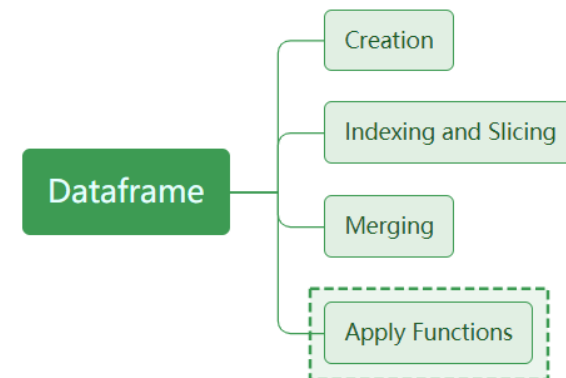 Creation
Indexing and Slicing
Dataframe
Merging
Apply Functions